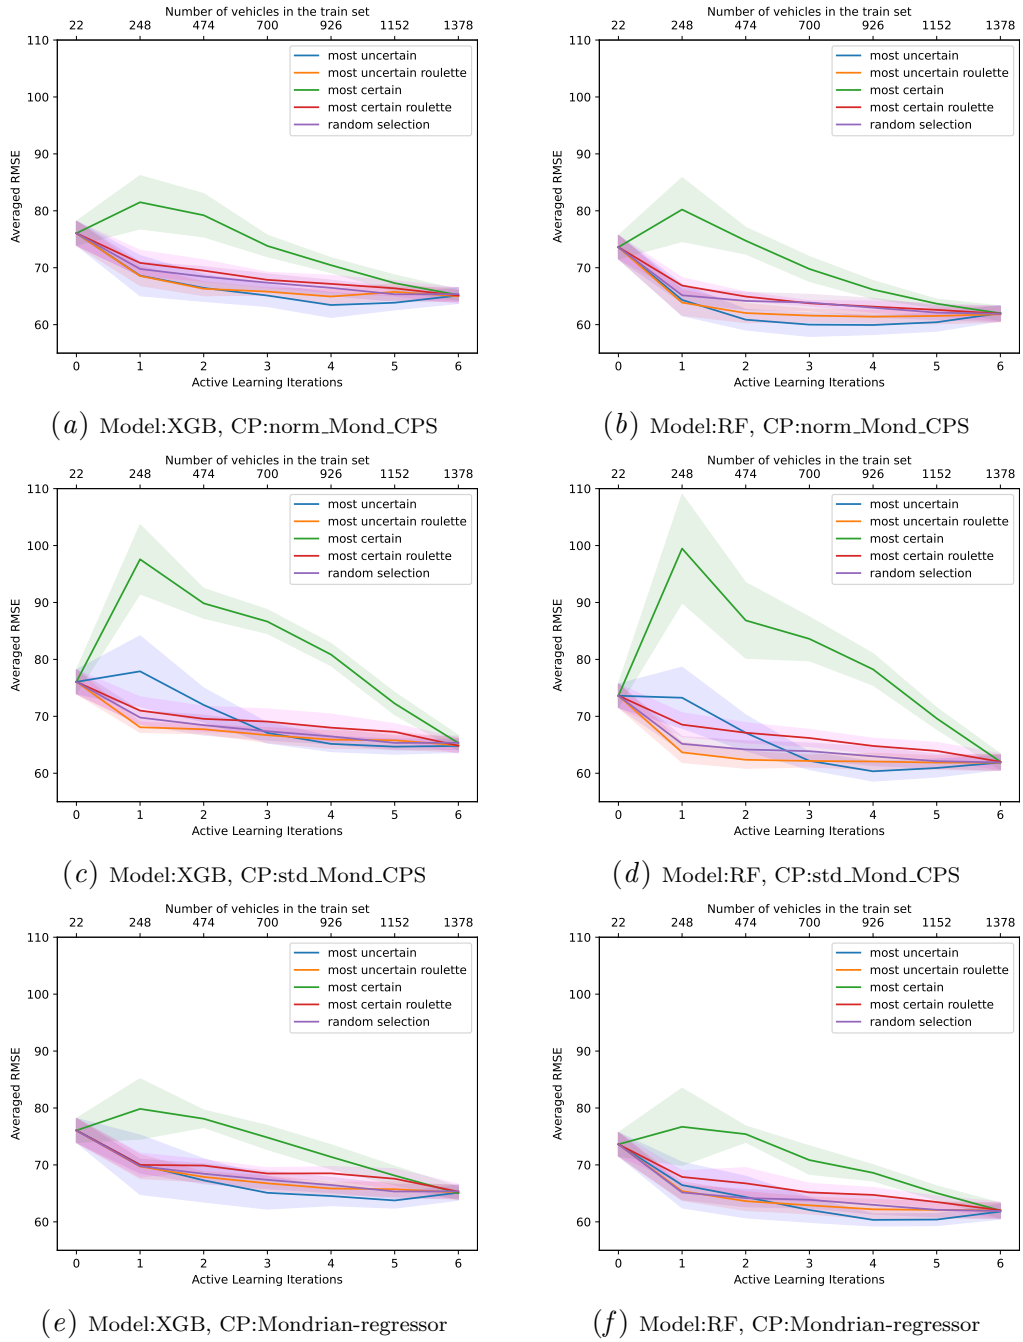 Number of vehicles in the train set
22 248 474 700 926 1152 1378
110
100
90
80
70
60
Averaged RMSE
most uncertain
most uncertain roulette
most certain
most certain roulette
random selection
0 1 2 3 4 5 6
Active Learning Iterations
(a) Model:XGB, CP:norm_Mond_CPS
Number of vehicles in the train set
22 248 474 700 926 1152 1378
110
100
90
80
70
60
Averaged RMSE
most uncertain
most uncertain roulette
most certain
most certain roulette
random selection
0 1 2 3 4 5 6
Active Learning Iterations
(b) Model:RF, CP:norm_Mond_CPS
Number of vehicles in the train set
22 248 474 700 926 1152 1378
110
100
90
80
70
60
Averaged RMSE
most uncertain
most uncertain roulette
most certain
most certain roulette
random selection
0 1 2 3 4 5 6
Active Learning Iterations
(c) Model:XGB, CP:std_Mond_CPS
Number of vehicles in the train set
22 248 474 700 926 1152 1378
110
100
90
80
70
60
Averaged RMSE
most uncertain
most uncertain roulette
most certain
most certain roulette
random selection
0 1 2 3 4 5 6
Active Learning Iterations
(d) Model:RF, CP:std_Mond_CPS
Number of vehicles in the train set
22 248 474 700 926 1152 1378
110
100
90
80
70
60
Averaged RMSE
most uncertain
most uncertain roulette
most certain
most certain roulette
random selection
0 1 2 3 4 5 6
Active Learning Iterations
(e) Model:XGB, CP:Mondrian-regressor
Number of vehicles in the train set
22 248 474 700 926 1152 1378
110
100
90
80
70
60
Averaged RMSE
most uncertain
most uncertain roulette
most certain
most certain roulette
random selection
0 1 2 3 4 5 6
Active Learning Iterations
(f) Model:RF, CP:Mondrian-regressor